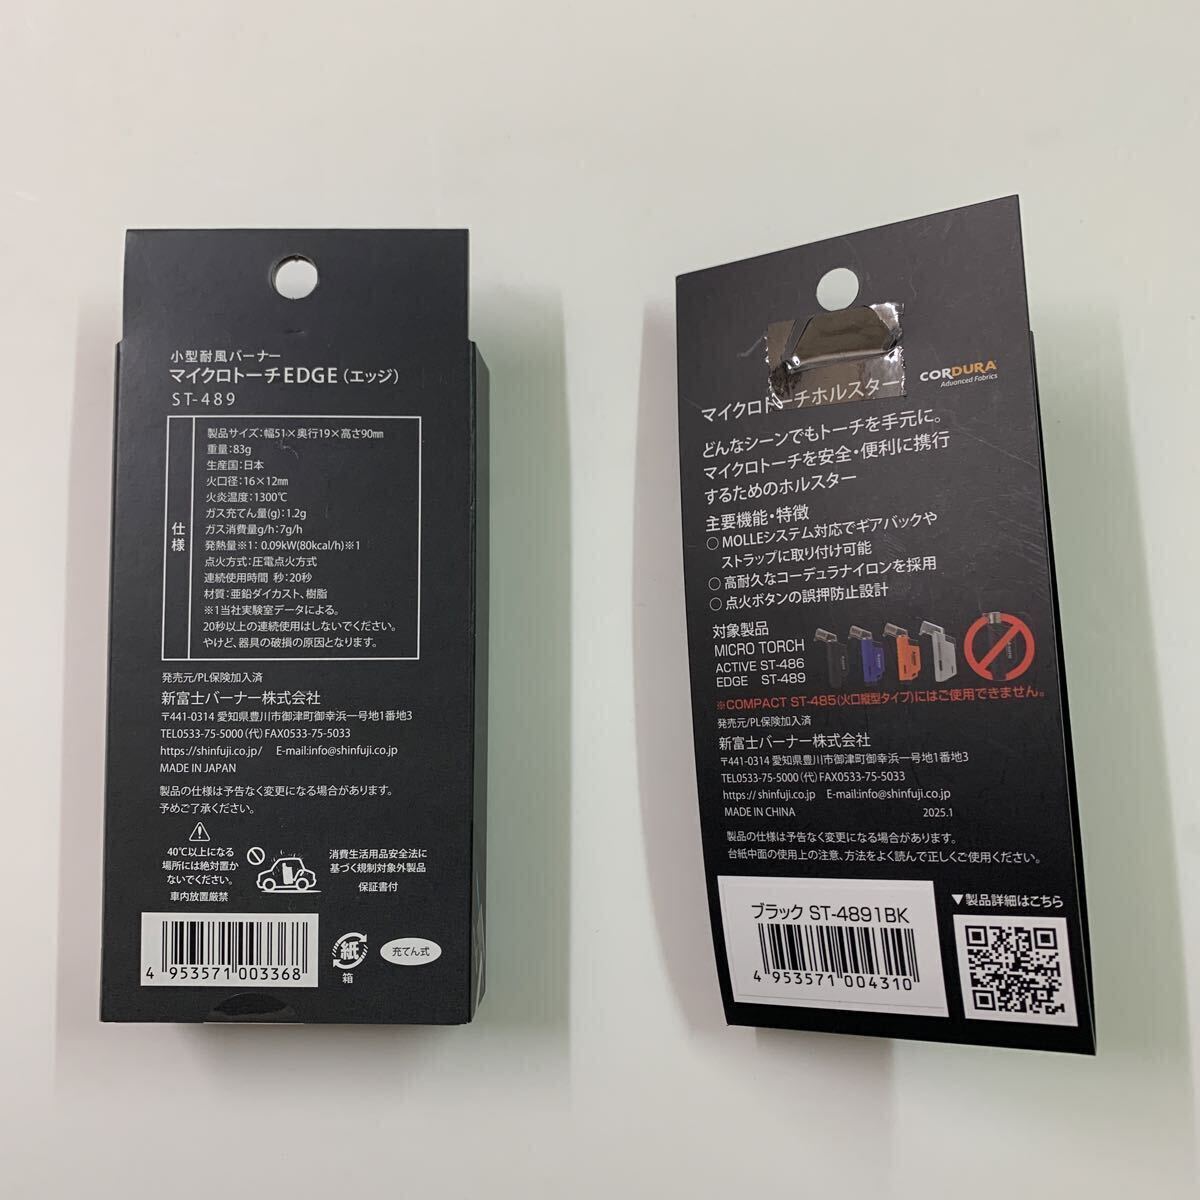 小型耐風バーナー
マイクロトーチEDGE(エッジ)
ST-489
仕様
製品サイズ:幅51×奥行19×高さ90mm
重量:83g
生産国:日本
火口径:16×12mm
火炎温度:1300℃
ガス充てん量(g):1.2g
ガス消費量g/h:7g/h
発熱量※1: 0.09kW(80kcal/h)※1
点火方式:圧電点火方式
連続使用時間 秒:20秒
材質:亜鉛ダイカスト、樹脂
※1当社実験室データによる。
20秒以上の連続使用はしないでください。
やけど、器具の破損の原因となります。
発売元/PL保険加入済
新富士バーナー株式会社
〒441-0314 愛知県豊川市御津町御幸浜一号地1番地3
TEL0533-75-5000(代)FAX0533-75-5033
https://shinfuji.co.jp/ E-mail:info@shinfuji.co.jp
MADE IN JAPAN
製品の仕様は予告なく変更になる場合があります。
予めご了承ください。
40℃以上になる
場所には絶対置か
ないでください。
車内放置厳禁
消費生活用品安全法に
基づく規制対象外製品
保証書付
4 953571 003368
紙
箱
充てん式
CORDURA
Advanced Fabrics
マイクロトーチホルスター
どんなシーンでもトーチを手元に。
マイクロトーチを安全・便利に携行
するためのホルスター
主要機能・特徴
○ MOLLEシステム対応でギアバックや
ストラップに取り付け可能
○ 高耐久なコーデュラナイロンを採用
○ 点火ボタンの誤押防止設計
対象製品
MICRO TORCH
ACTIVE ST-486
EDGE ST-489
※COMPACT ST-485(火口縦型タイプ)にはご使用できません。
発売元/PL保険加入済
新富士バーナー株式会社
〒441-0314 愛知県豊川市御津町御幸浜一号地1番地3
TEL0533-75-5000(代)FAX0533-75-5033
https://shinfuji.co.jp E-mail:info@shinfuji.co.jp
MADE IN CHINA 2025.1
製品の仕様は予告なく変更になる場合があります。
台紙中面の使用上の注意、方法をよく読んで正しくご使用ください。
ブラック ST-4891BK
4 953571 004310
▼製品詳細はこちら